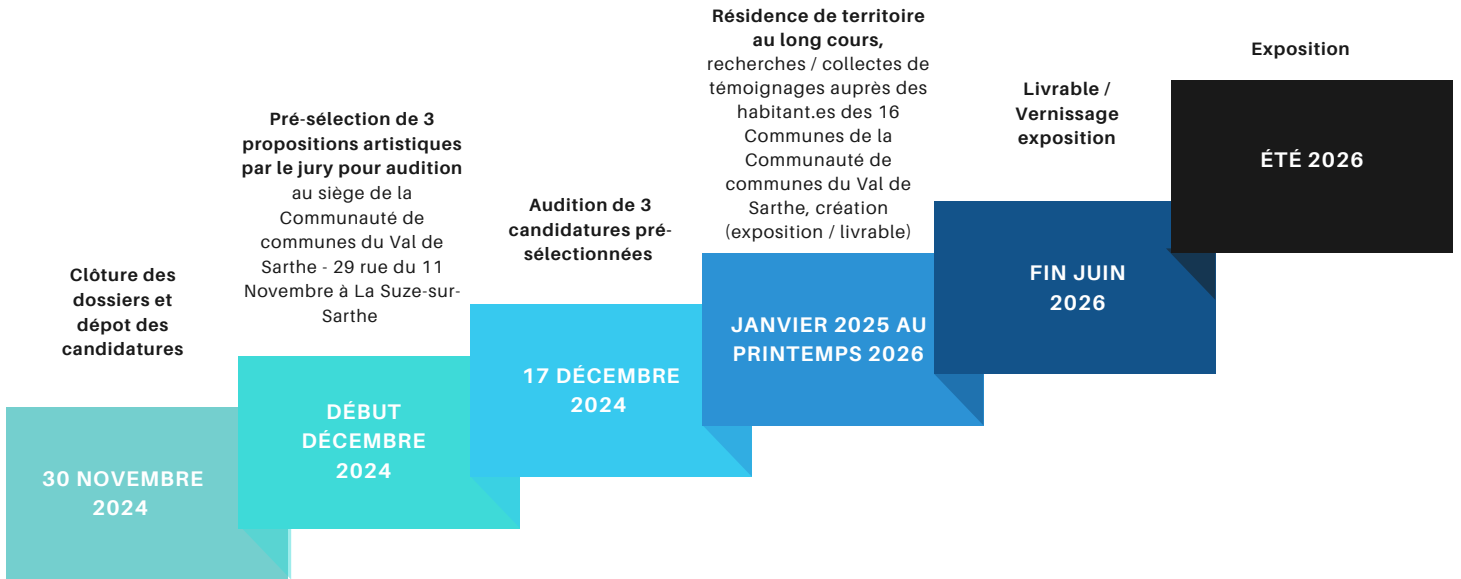 Clôture des
dossiers et
dépot des
candidatures
30 NOVEMBRE
2024
Pré-sélection de 3
propositions artistiques
par le jury pour audition
au siège de la
Communauté de
communes du Val de
Sarthe - 29 rue du 11
Novembre à La Suze-sur-
Sarthe
DÉBUT
DÉCEMBRE
2024
Audition de 3
candidatures pré-
sélectionnées
17 DÉCEMBRE
2024
Résidence de territoire
au long cours,
recherches / collectes de
témoignages auprès des
habitant.es des 16
Communes de la
Communauté de
communes du Val de
Sarthe, création
(exposition / livrable)
JANVIER 2025 AU
PRINTEMPS 2026
Livrable /
Vernissage
exposition
FIN JUIN
2026
Exposition
ÉTÉ 2026